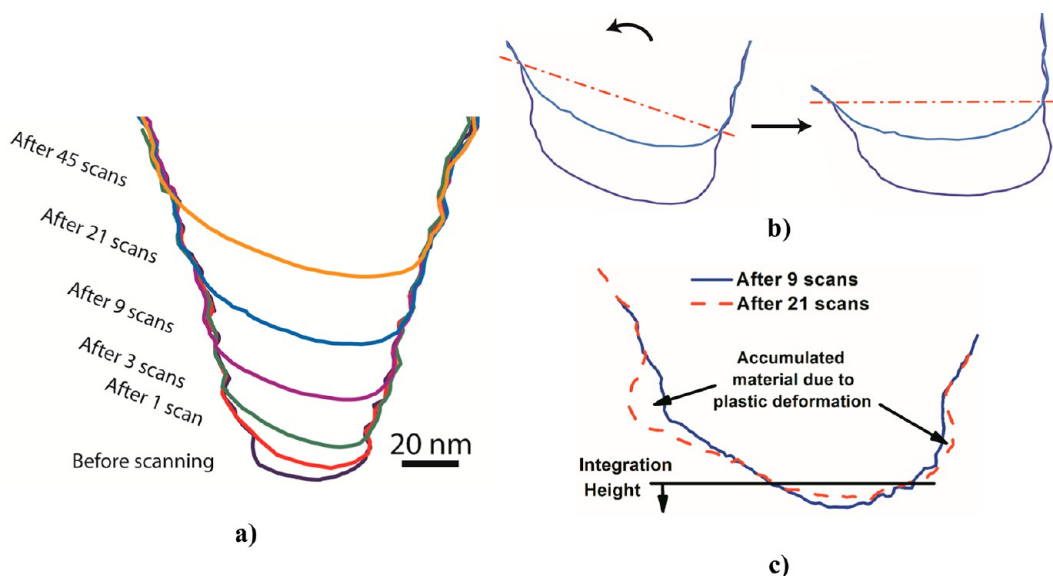 After 45 scans
After 21 scans
After 9 scans
After 3 scans
After 1 scan
Before scanning
20 nm
a)
b)
After 9 scans
After 21 scans
Accumulated
material due to
plastic deformation
Integration
Height
c)